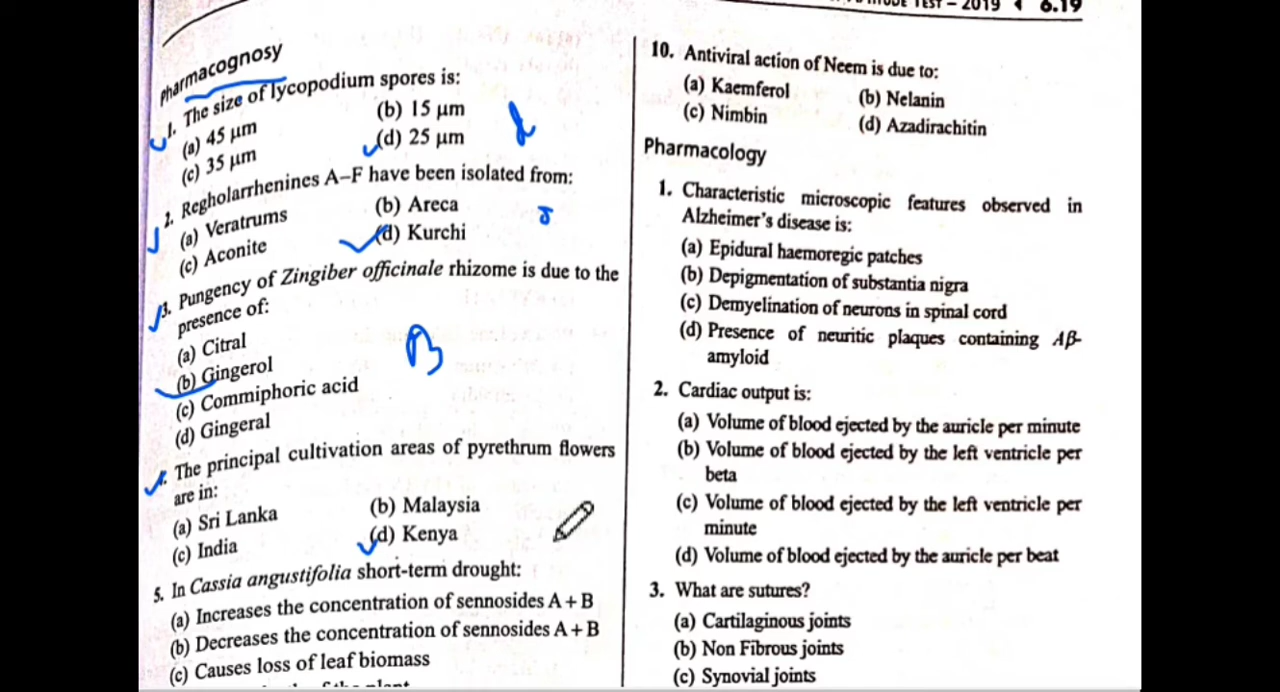 TEST – 2019 6.19
Pharmacognosy
1. The size of lycopodium spores is:
(a) 45 µm (b) 15 µm
(c) 35 µm (d) 25 µm
2. Regholarrhenines A–F have been isolated from:
(a) Veratrums (b) Areca
(c) Aconite (d) Kurchi
3. Pungency of Zingiber officinale rhizome is due to the
presence of:
(a) Citral
(b) Gingerol
(c) Commiphoric acid
(d) Gingeral
B
4. The principal cultivation areas of pyrethrum flowers
are in:
(a) Sri Lanka (b) Malaysia
(c) India (d) Kenya
5. In Cassia angustifolia short-term drought:
(a) Increases the concentration of sennosides A + B
(b) Decreases the concentration of sennosides A + B
(c) Causes loss of leaf biomass
10. Antiviral action of Neem is due to:
(a) Kaemferol (b) Nelanin
(c) Nimbin (d) Azadirachitin
Pharmacology
1. Characteristic microscopic features observed in
Alzheimer's disease is:
(a) Epidural haemoregic patches
(b) Depigmentation of substantia nigra
(c) Demyelination of neurons in spinal cord
(d) Presence of neuritic plaques containing Aβ-
amyloid
2. Cardiac output is:
(a) Volume of blood ejected by the auricle per minute
(b) Volume of blood ejected by the left ventricle per
beta
(c) Volume of blood ejected by the left ventricle per
minute
(d) Volume of blood ejected by the auricle per beat
3. What are sutures?
(a) Cartilaginous joints
(b) Non Fibrous joints
(c) Synovial joints